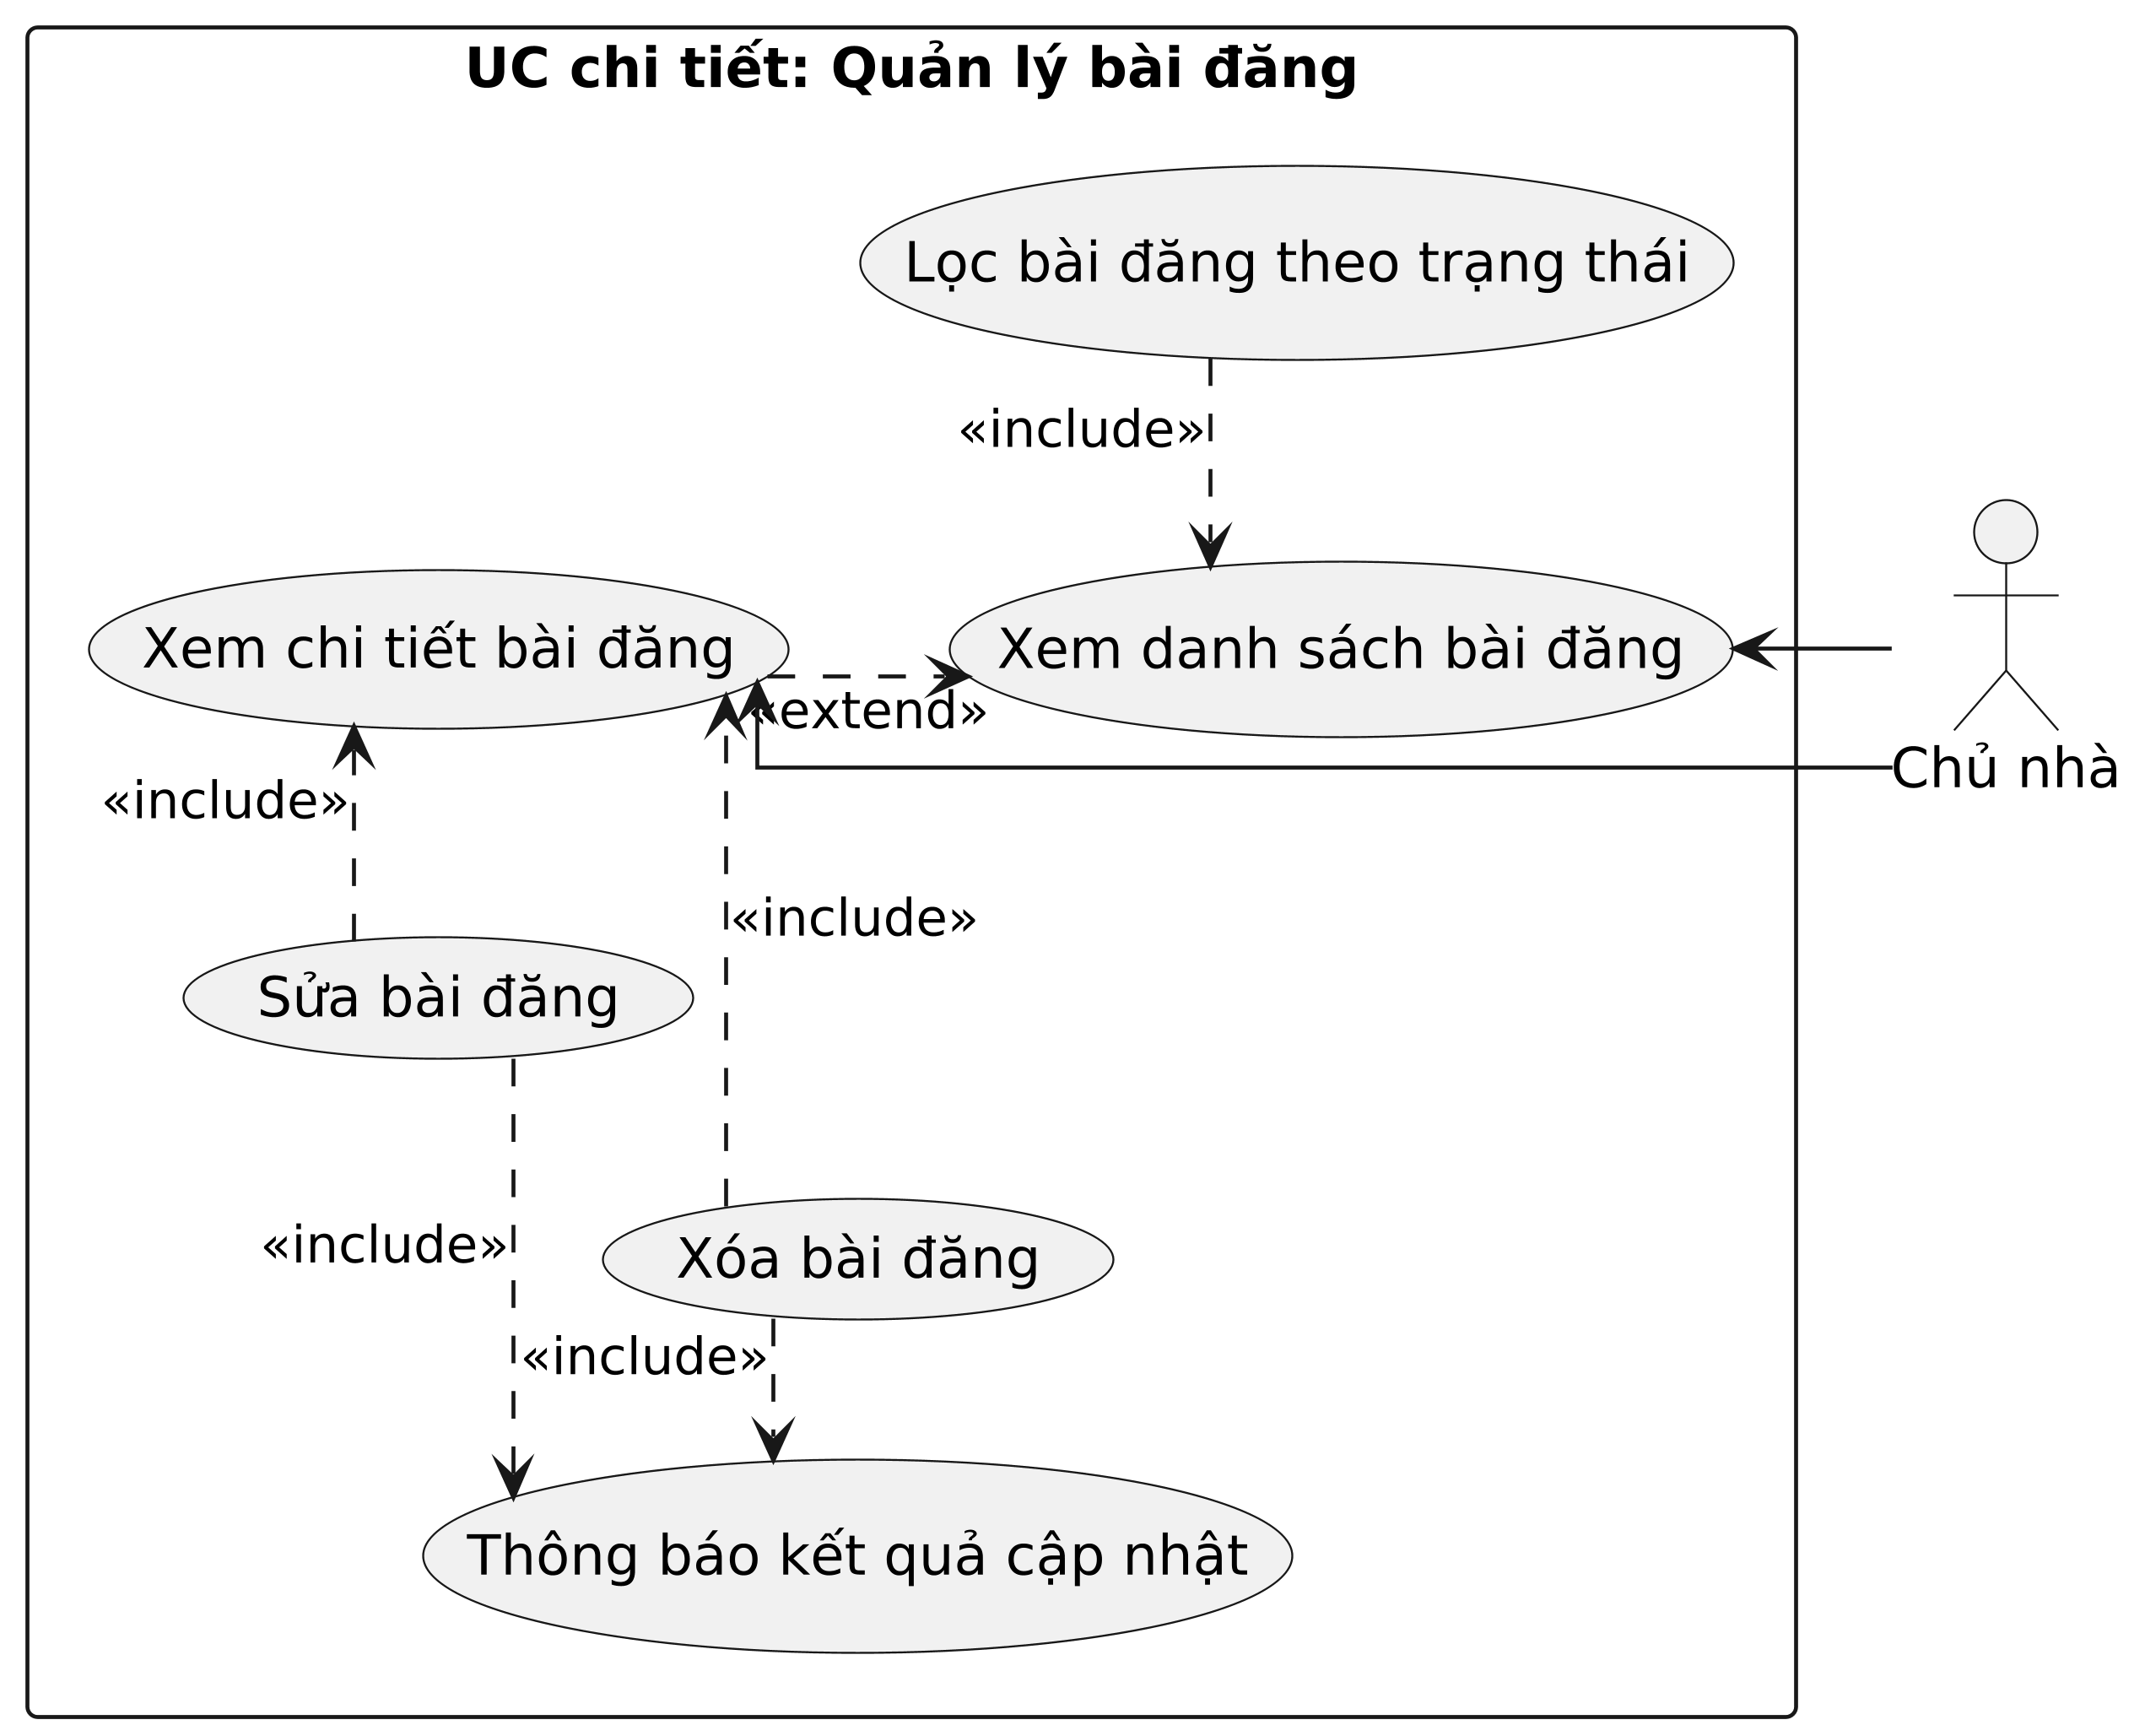 UC chi tiết: Quản lý bài đăng
Lọc bài đăng theo trạng thái
«include»
Xem chi tiết bài đăng
Xem danh sách bài đăng
«extend»
Chủ nhà
«include»
«include»
Sửa bài đăng
«include»
Xóa bài đăng
«include»
Thông báo kết quả cập nhật